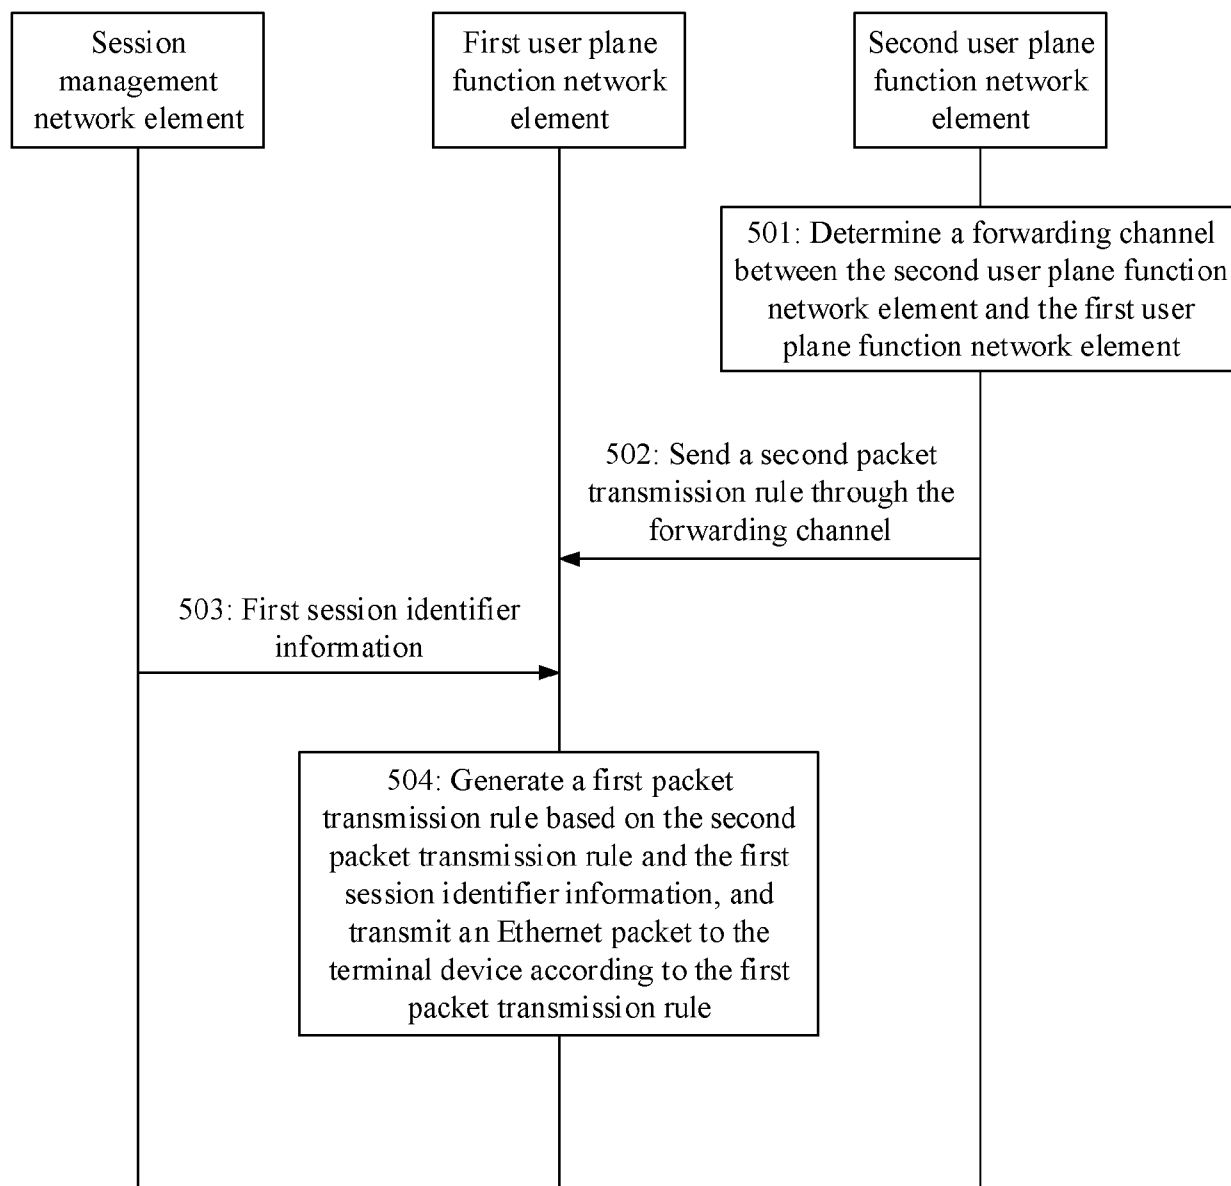 Session
management
network element
First user plane
function network
element
Second user plane
function network
element
501: Determine a forwarding channel
between the second user plane function
network element and the first user
plane function network element
502: Send a second packet
transmission rule through the
forwarding channel
503: First session identifier
information
504: Generate a first packet
transmission rule based on the second
packet transmission rule and the first
session identifier information, and
transmit an Ethernet packet to the
terminal device according to the first
packet transmission rule